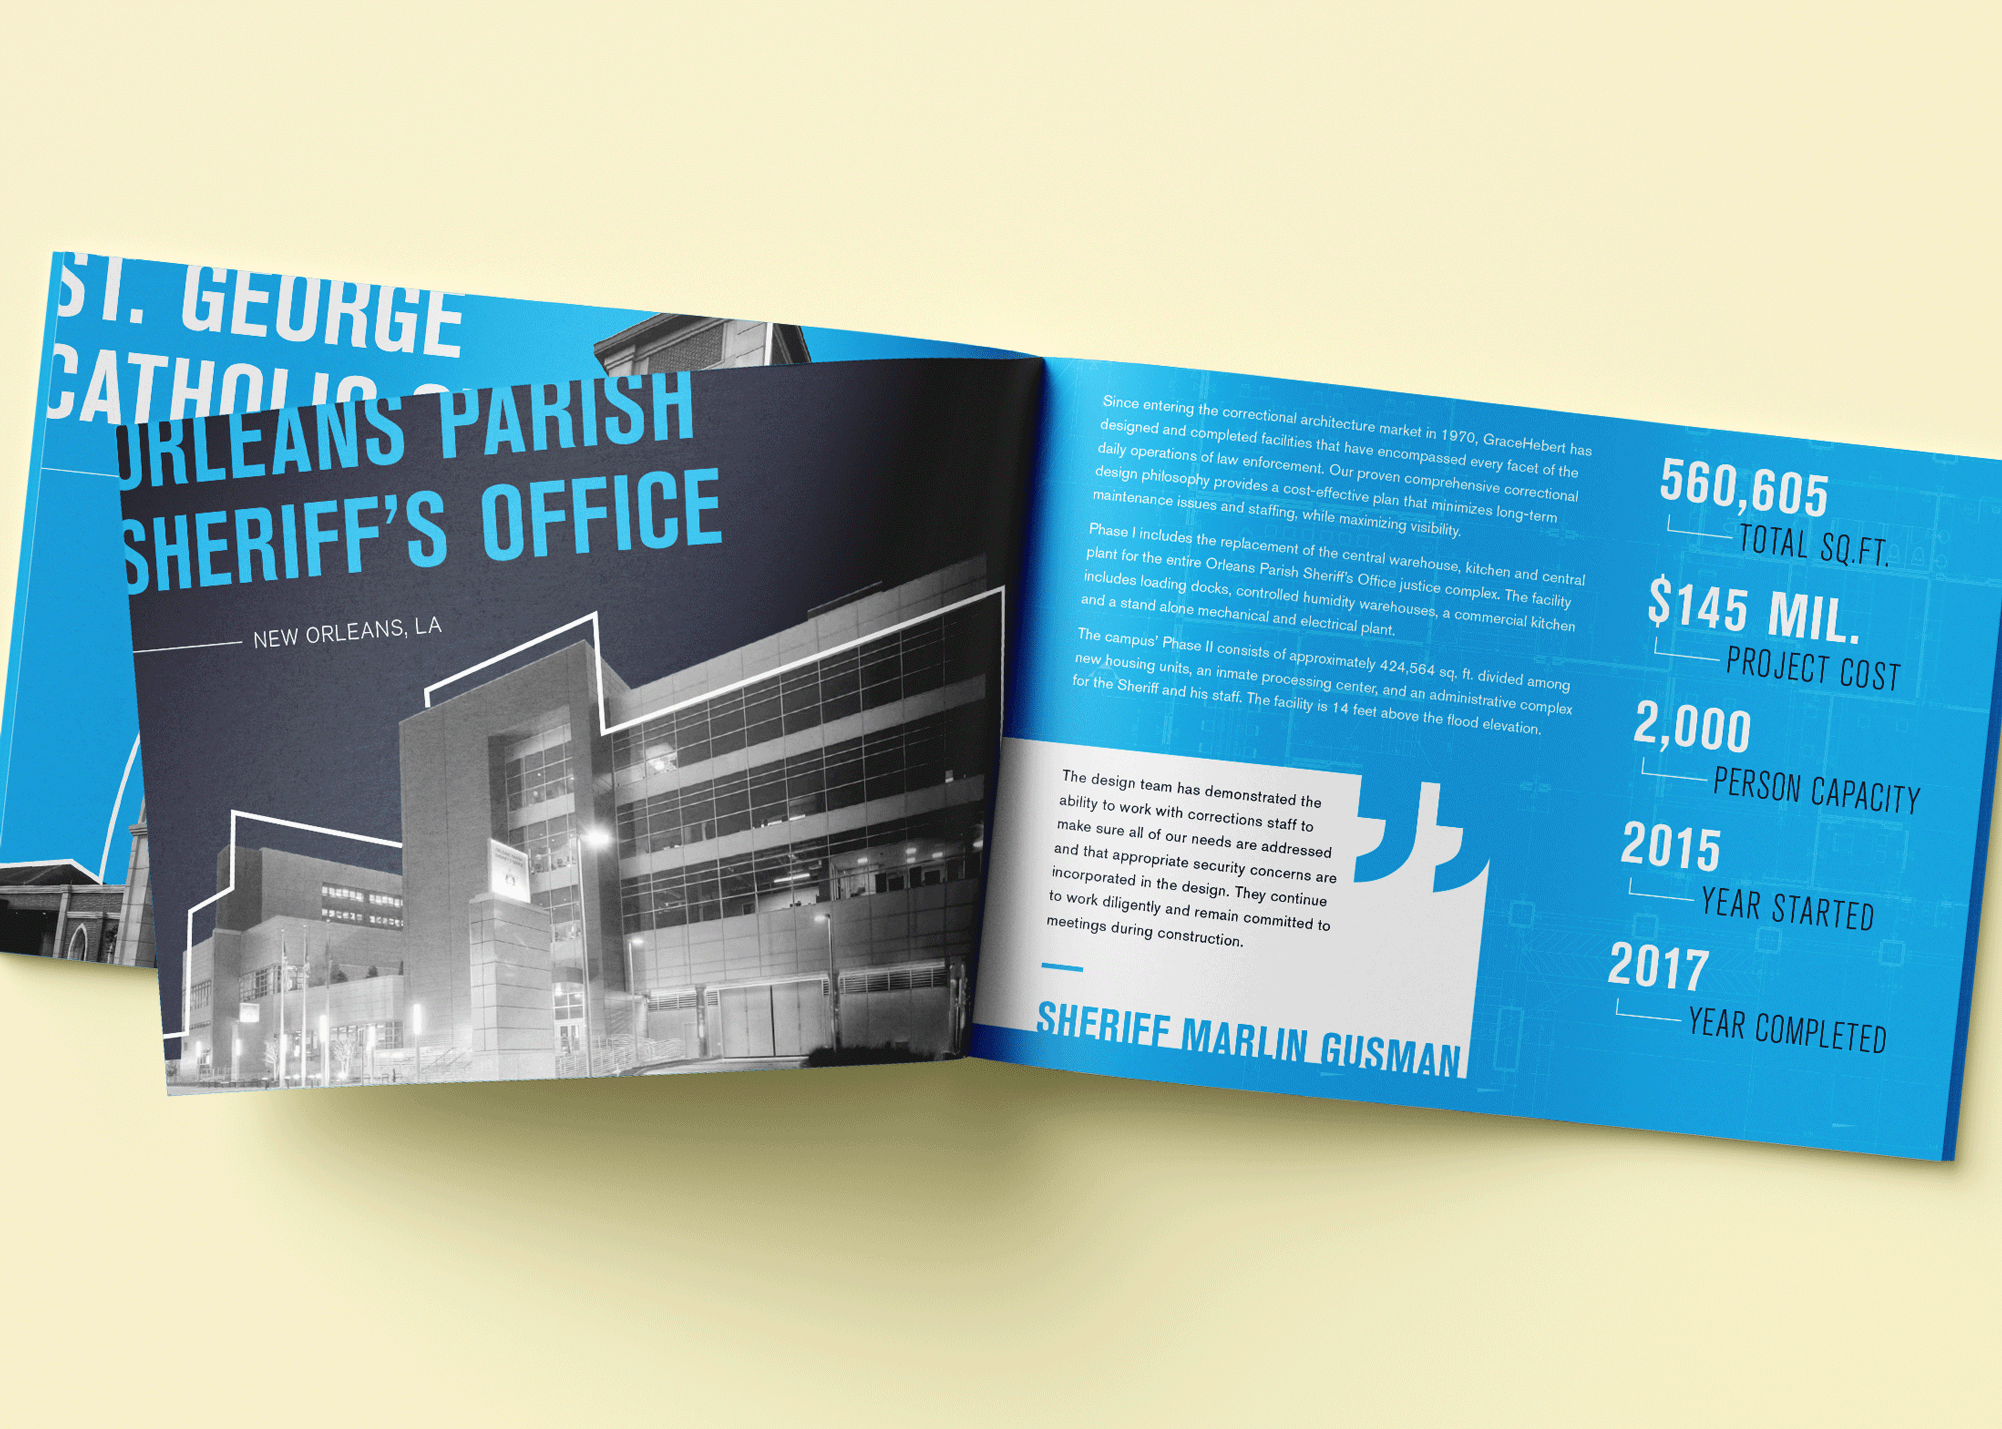 ST. GEORGE
CATHOLIC
ORLEANS PARISH
SHERIFF'S OFFICE
NEW ORLEANS, LA
Since entering the correctional architecture market in 1970, GraceHebert has
designed and completed facilities that have encompassed every facet of the
daily operations of law enforcement. Our proven comprehensive correctional
design philosophy provides a cost-effective plan that minimizes long-term
maintenance issues and staffing, while maximizing visibility.
Phase I includes the replacement of the central warehouse, kitchen and central
plant for the entire Orleans Parish Sheriff's Office justice complex. The facility
includes loading docks, controlled humidity warehouses, a commercial kitchen
and a stand alone mechanical and electrical plant.
The campus' Phase II consists of approximately 424,564 sq. ft. divided among
new housing units, an inmate processing center, and an administrative complex
for the Sheriff and his staff. The facility is 14 feet above the flood elevation.
The design team has demonstrated the
ability to work with corrections staff to
make sure all of our needs are addressed
and that appropriate security concerns are
incorporated in the design. They continue
to work diligently and remain committed to
meetings during construction.
SHERIFF MARLIN GUSMAN
560,605
TOTAL SQ.FT.
$145 MIL.
PROJECT COST
2,000
PERSON CAPACITY
2015
YEAR STARTED
2017
YEAR COMPLETED